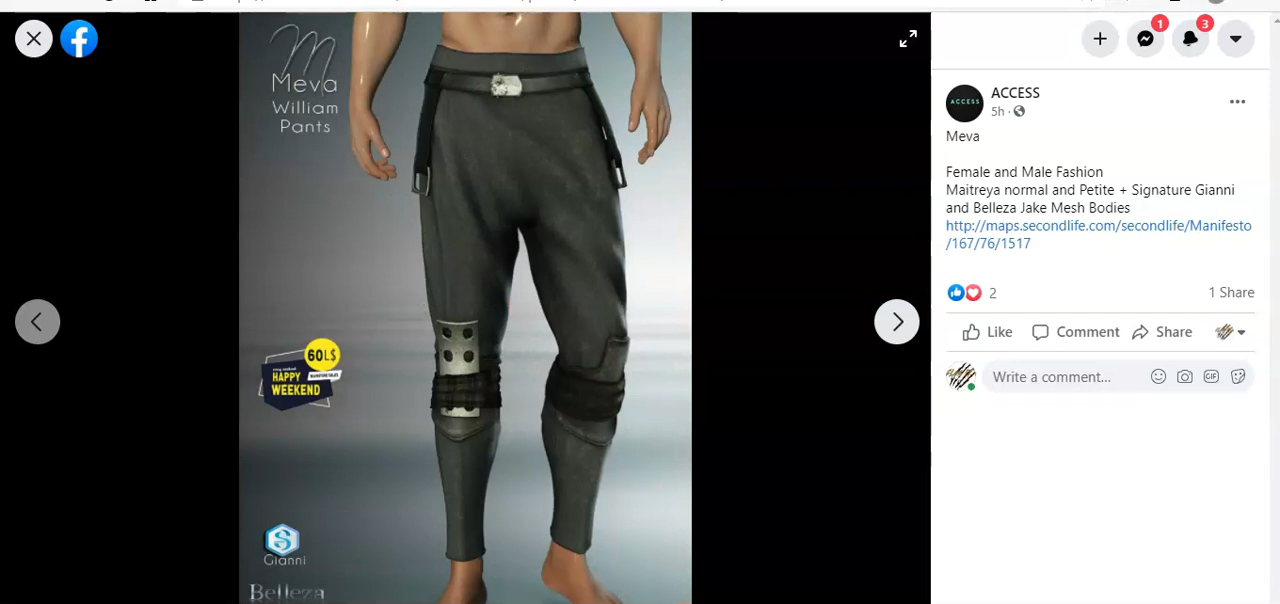 Meva
William
Pants
60L$
HAPPY
WEEKEND
Gianni
Belleza
1
3
ACCESS
ACCESS
5h ·
Meva
Female and Male Fashion
Maitreya normal and Petite + Signature Gianni
and Belleza Jake Mesh Bodies
http://maps.secondlife.com/secondlife/Manifesto
/167/76/1517
2
1 Share
Like
Comment
Share
Write a comment...
GIF